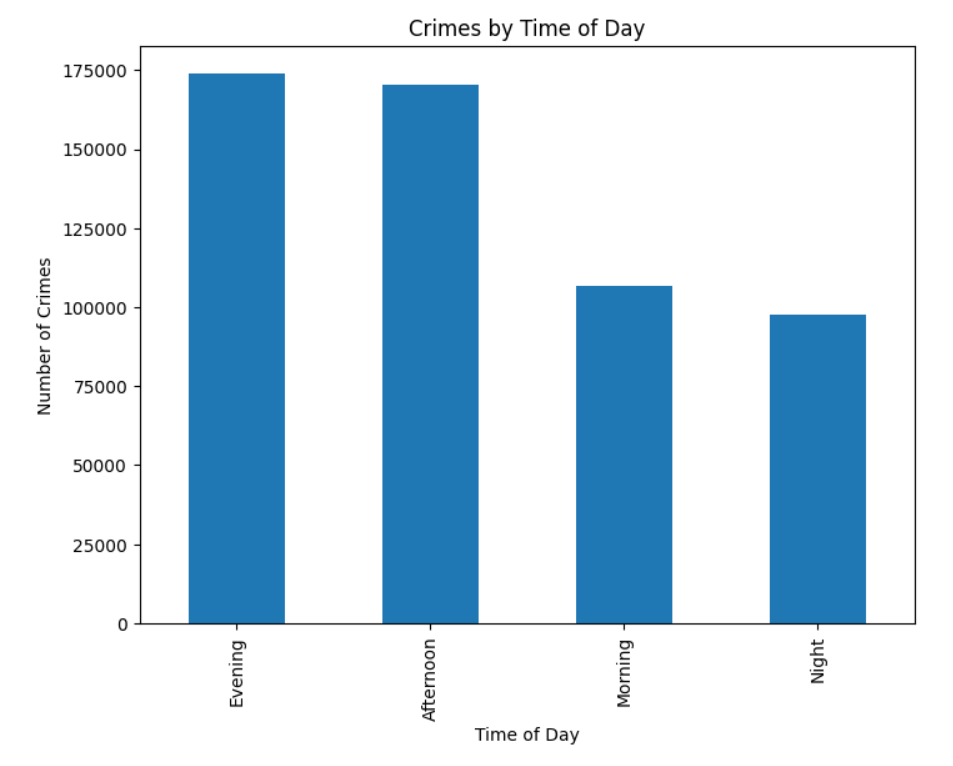 Crimes by Time of Day
175000
150000
125000
100000
75000
50000
25000
0
Number of Crimes
Evening
Afternoon
Morning
Night
Time of Day